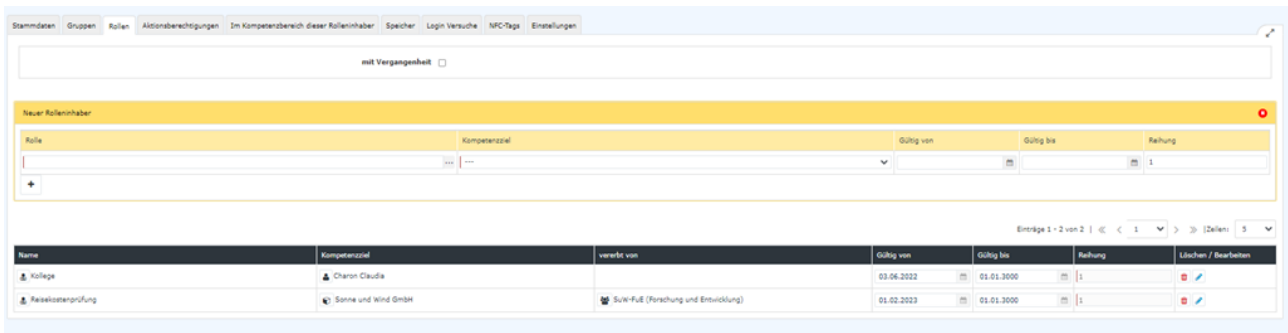 Stammdaten Gruppen Rollen Aktionsberechtigungen Im Kompetenzbereich dieser Rolleninhaber Speicher Login Versuche NFC-Tags Einstellungen
mit Vergangenheit
Neuer Rolleninhaber
Rolle Kompetenzziel Gültig von Gültig bis Reihung
... --- 1
+
Einträge 1 - 2 von 2 | « < 1 > » |Zeilen: 5
Name Kompetenzziel vererbt von Gültig von Gültig bis Reihung Löschen / Bearbeiten
Kollege Charon Claudia 03.06.2022 01.01.3000 1
Reisekostenprüfung Sonne und Wind GmbH SuW-FuE (Forschung und Entwicklung) 01.02.2023 01.01.3000 1